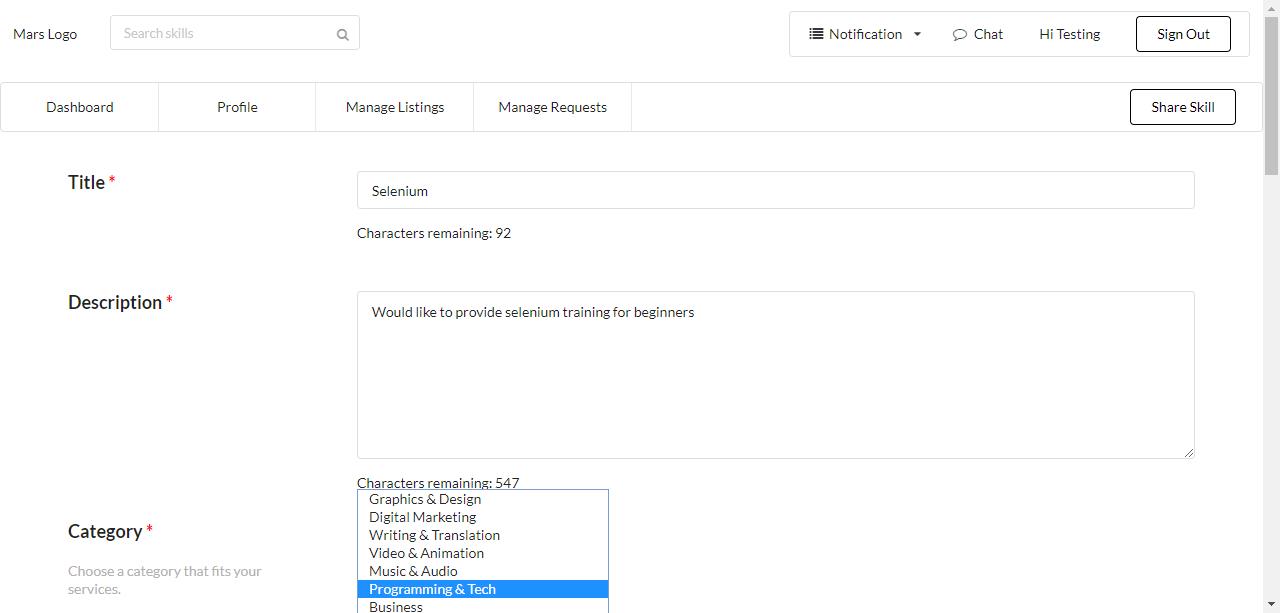 Mars Logo
Search skills
Notification
Chat
Hi Testing
Sign Out
Dashboard
Profile
Manage Listings
Manage Requests
Share Skill
Title *
Selenium
Characters remaining: 92
Description *
Would like to provide selenium training for beginners
Characters remaining: 547
Category *
Choose a category that fits your
services.
Graphics & Design
Digital Marketing
Writing & Translation
Video & Animation
Music & Audio
Programming & Tech
Business